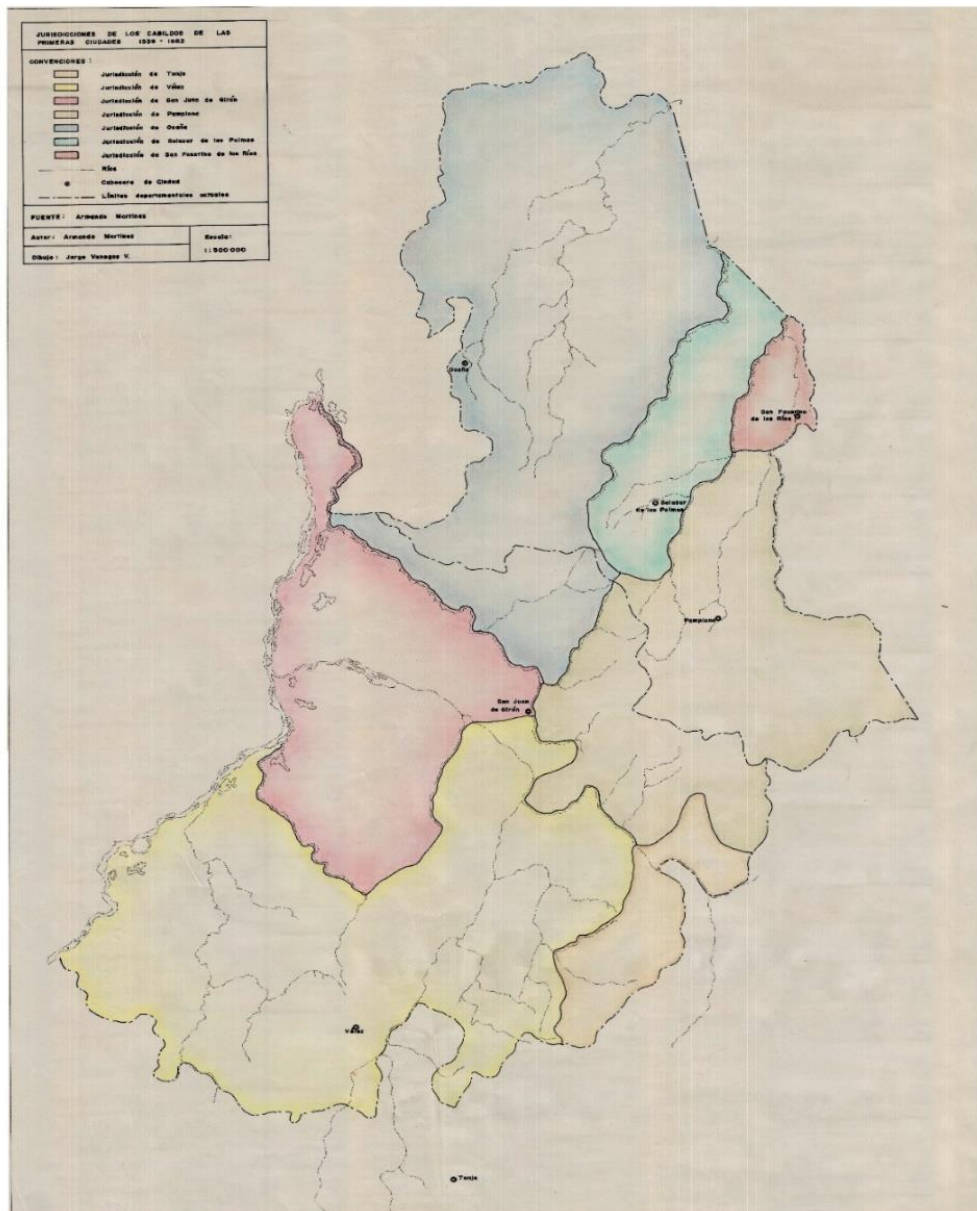 JURISDICCIONES DE LOS CABILDOS DE LAS
PRIMERAS CIUDADES 1539 - 1662
CONVENCIONES :
Jurisdicción de Tunja
Jurisdicción de Vélez
Jurisdicción de San Juan de Girón
Jurisdicción de Pamplona
Jurisdicción de Ocaña
Jurisdicción de Salazar de las Palmas
Jurisdicción de San Faustino de los Ríos
Ríos
Cabecera de Ciudad
Límites departamentales actuales
FUENTE : Armando Martínez
Autor : Armando Martínez
Escala:
1 : 500 000
Dibujo : Jorge Vanegas V.
Ocaña
San Faustino
de los Ríos
Salazar
de las Palmas
Pamplona
San Juan
de Girón
Vélez
Tunja